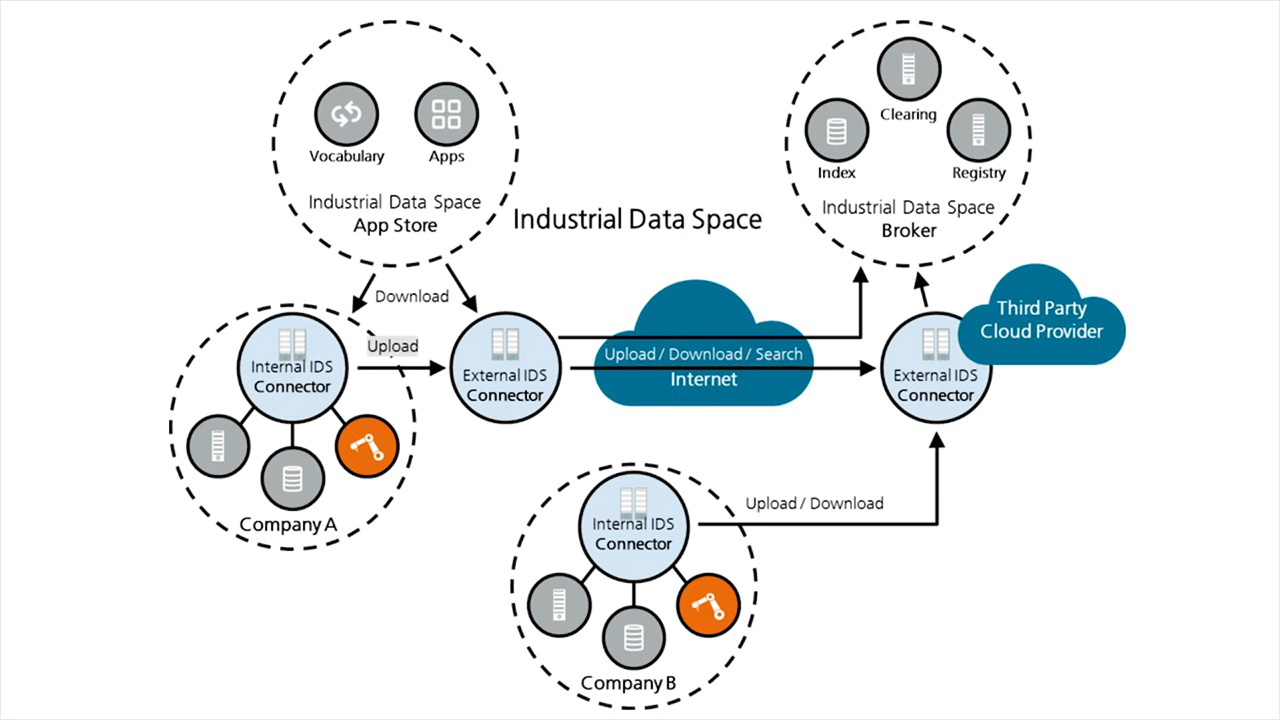 Vocabulary
Apps
Industrial Data Space
App Store
Clearing
Index
Registry
Industrial Data Space
Broker
Industrial Data Space
Download
Upload
Internal IDS
Connector
Company A
External IDS
Connector
Upload / Download / Search
Internet
Third Party
Cloud Provider
External IDS
Connector
Internal IDS
Connector
Upload / Download
Company B